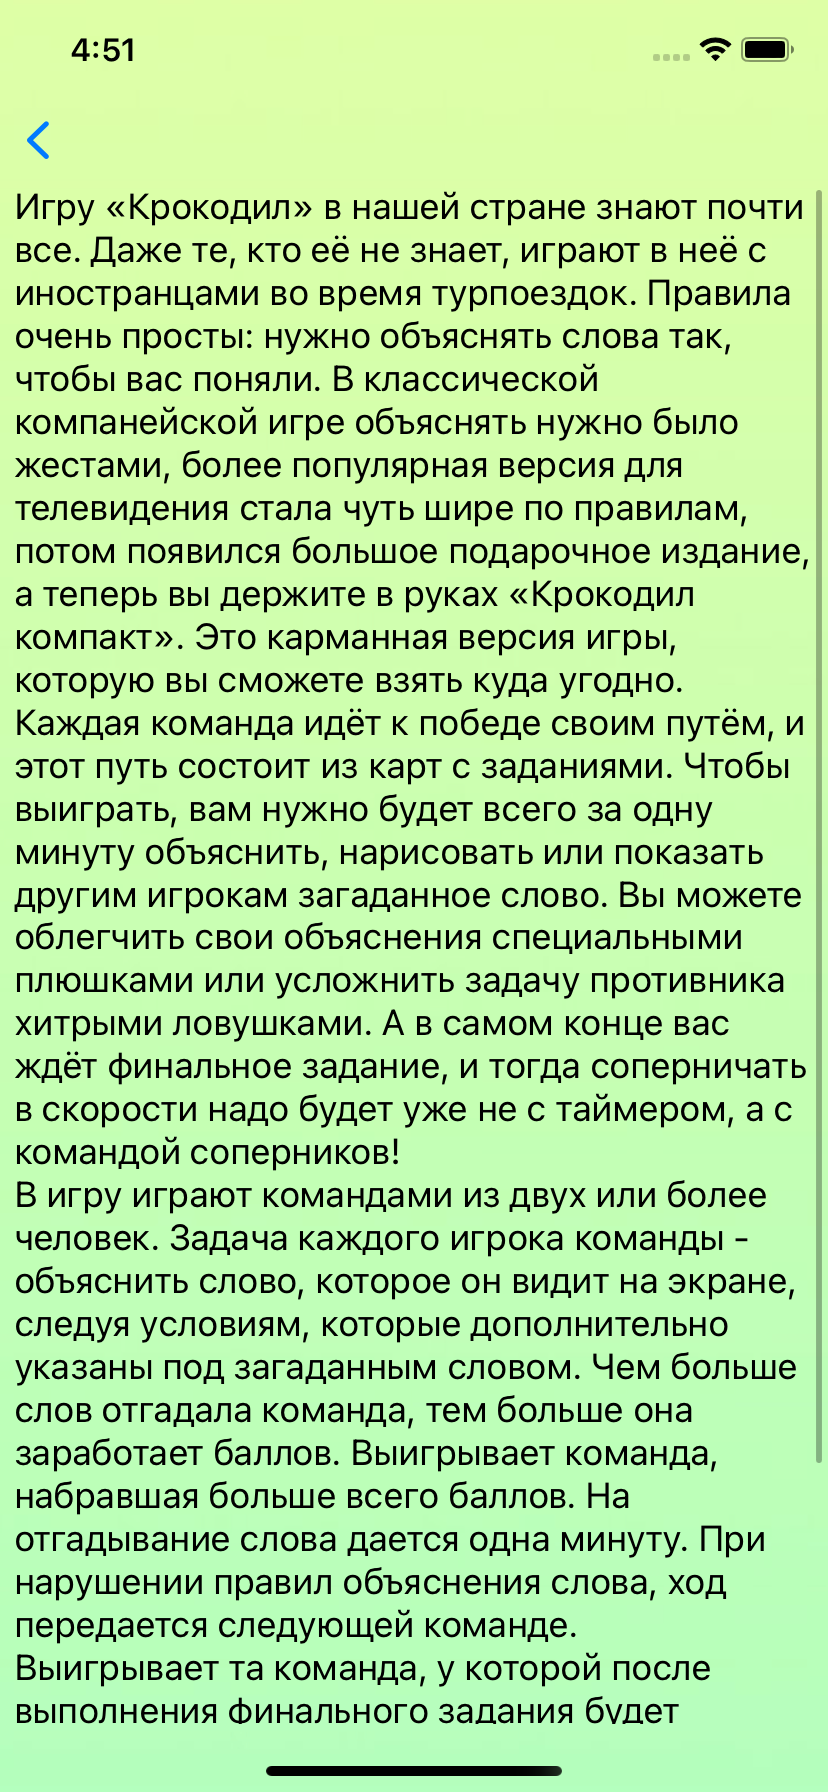 4:51
Игру «Крокодил» в нашей стране знают почти
все. Даже те, кто её не знает, играют в неё с
иностранцами во время турпоездок. Правила
очень просты: нужно объяснять слова так,
чтобы вас поняли. В классической
компанейской игре объяснять нужно было
жестами, более популярная версия для
телевидения стала чуть шире по правилам,
потом появился большое подарочное издание,
а теперь вы держите в руках «Крокодил
компакт». Это карманная версия игры,
которую вы сможете взять куда угодно.
Каждая команда идёт к победе своим путём, и
этот путь состоит из карт с заданиями. Чтобы
выиграть, вам нужно будет всего за одну
минуту объяснить, нарисовать или показать
другим игрокам загаданное слово. Вы можете
облегчить свои объяснения специальными
плюшками или усложнить задачу противника
хитрыми ловушками. А в самом конце вас
ждёт финальное задание, и тогда соперничать
в скорости надо будет уже не с таймером, а с
командой соперников!
В игру играют командами из двух или более
человек. Задача каждого игрока команды -
объяснить слово, которое он видит на экране,
следуя условиям, которые дополнительно
указаны под загаданным словом. Чем больше
слов отгадала команда, тем больше она
заработает баллов. Выигрывает команда,
набравшая больше всего баллов. На
отгадывание слова дается одна минуту. При
нарушении правил объяснения слова, ход
передается следующей команде.
Выигрывает та команда, у которой после
выполнения финального задания будет